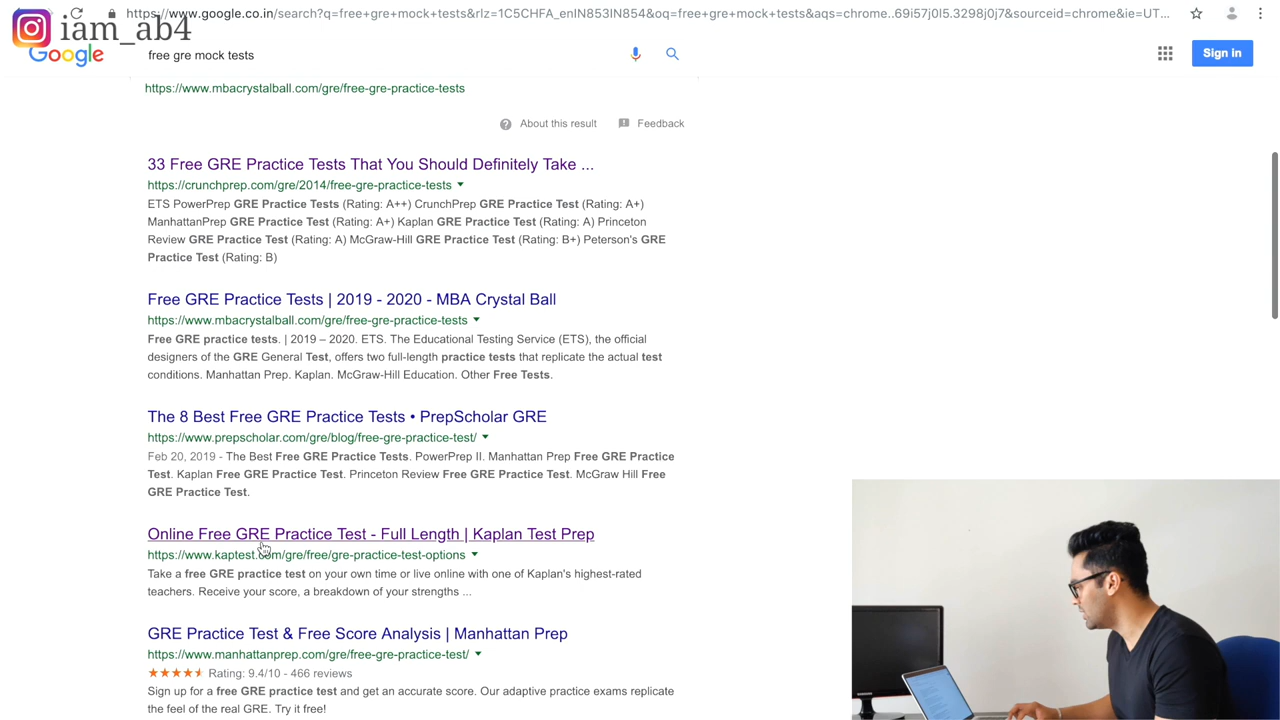 https://www.google.co.in/search?q=free+gre+mock+tests&rlz=1C5CHFA_enIN853IN854&oq=free+gre+mock+tests&aqs=chrome..69i57j0l5.3298j0j7&sourceid=chrome&ie=UT...
iam_ab4
Google
free gre mock tests
Sign in
https://www.mbacrystalball.com/gre/free-gre-practice-tests
About this result
Feedback
33 Free GRE Practice Tests That You Should Definitely Take ...
https://crunchprep.com/gre/2014/free-gre-practice-tests
ETS PowerPrep GRE Practice Tests (Rating: A++) CrunchPrep GRE Practice Test (Rating: A+)
ManhattanPrep GRE Practice Test (Rating: A+) Kaplan GRE Practice Test (Rating: A) Princeton
Review GRE Practice Test (Rating: A) McGraw-Hill GRE Practice Test (Rating: B+) Peterson's GRE
Practice Test (Rating: B)
Free GRE Practice Tests | 2019 - 2020 - MBA Crystal Ball
https://www.mbacrystalball.com/gre/free-gre-practice-tests
Free GRE practice tests. | 2019 – 2020. ETS. The Educational Testing Service (ETS), the official
designers of the GRE General Test, offers two full-length practice tests that replicate the actual test
conditions. Manhattan Prep. Kaplan. McGraw-Hill Education. Other Free Tests.
The 8 Best Free GRE Practice Tests • PrepScholar GRE
https://www.prepscholar.com/gre/blog/free-gre-practice-test/
Feb 20, 2019 - The Best Free GRE Practice Tests. PowerPrep II. Manhattan Prep Free GRE Practice
Test. Kaplan Free GRE Practice Test. Princeton Review Free GRE Practice Test. McGraw Hill Free
GRE Practice Test.
Online Free GRE Practice Test - Full Length | Kaplan Test Prep
https://www.kaptest.com/gre/free/gre-practice-test-options
Take a free GRE practice test on your own time or live online with one of Kaplan's highest-rated
teachers. Receive your score, a breakdown of your strengths ...
GRE Practice Test & Free Score Analysis | Manhattan Prep
https://www.manhattanprep.com/gre/free-gre-practice-test/
Rating: 9.4/10 - 466 reviews
Sign up for a free GRE practice test and get an accurate score. Our adaptive practice exams replicate
the feel of the real GRE. Try it free!